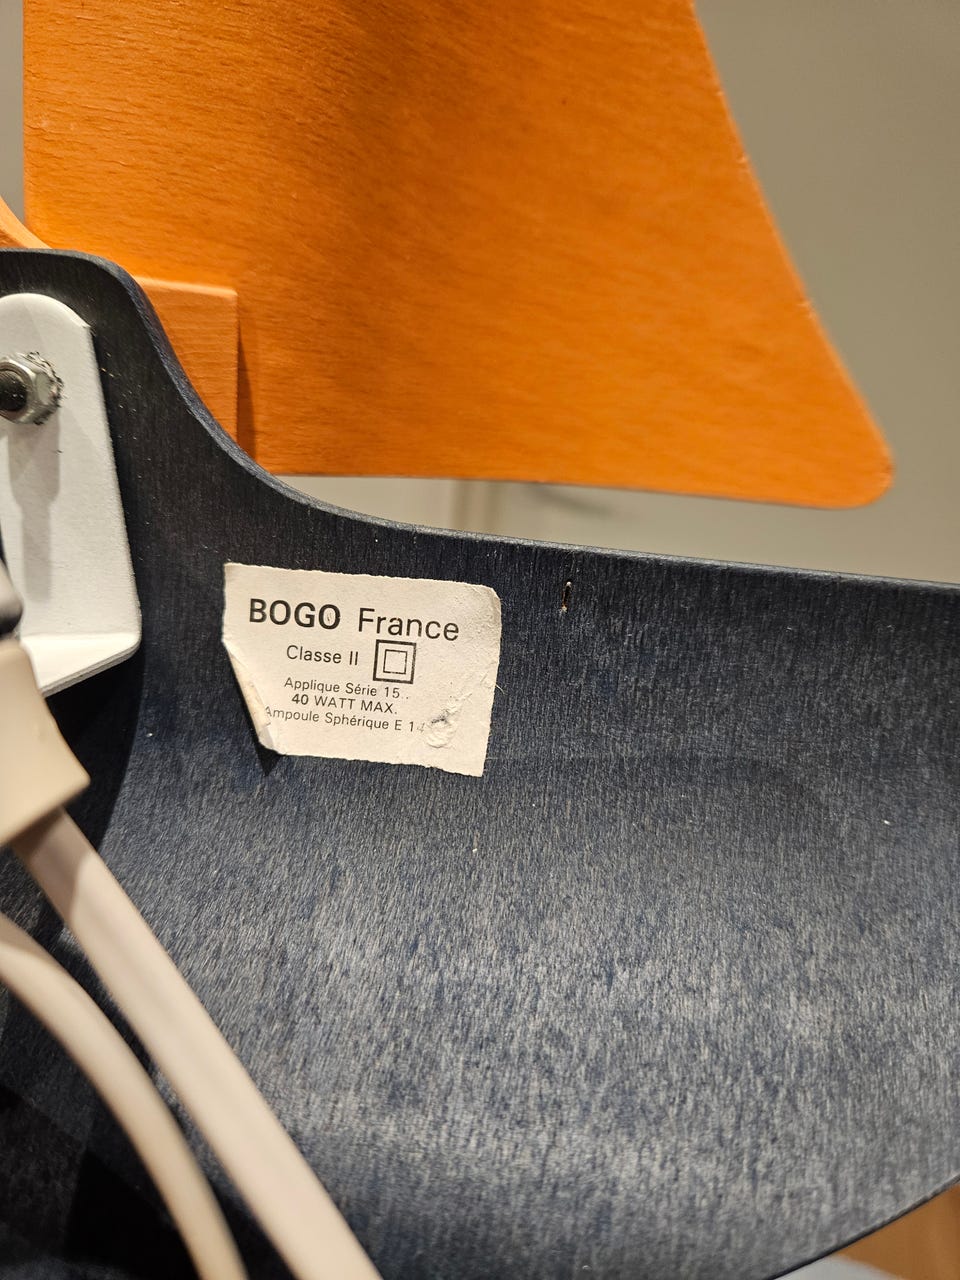 BOGO France
Classe II
Applique Série 15..
40 WATT MAX.
Ampoule Sphérique E 14